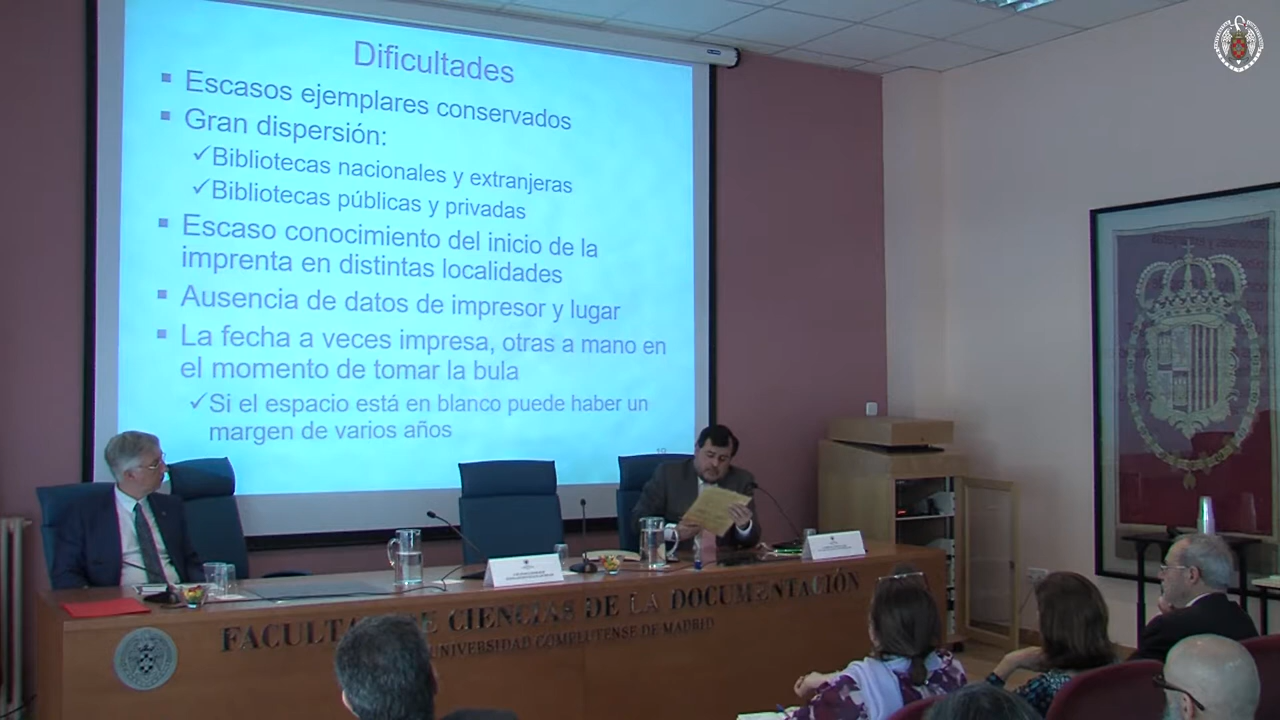 Dificultades
▪ Escasos ejemplares conservados
▪ Gran dispersión:
✓Bibliotecas nacionales y extranjeras
✓Bibliotecas públicas y privadas
▪ Escaso conocimiento del inicio de la
imprenta en distintas localidades
▪ Ausencia de datos de impresor y lugar
▪ La fecha a veces impresa, otras a mano en
el momento de tomar la bula
✓Si el espacio está en blanco puede haber un
margen de varios años
FACULTA E CIENCIAS DE LA DOCUMENTACIÓN
UNIVERSIDAD COMPLUTENSE DE MADRID